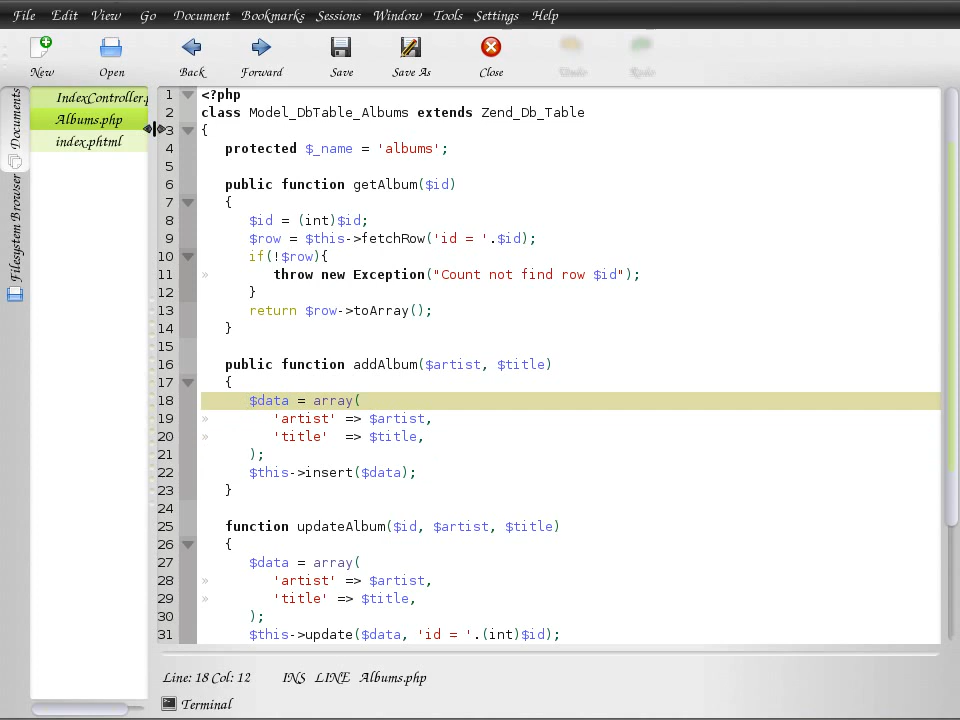 File Edit View Go Document Bookmarks Sessions Window Tools Settings Help
New Open Back Forward Save Save As Close Undo Redo
Documents
Filesystem Browser
IndexController.p
Albums.php
index.phtml
1 <?php
2 class Model_DbTable_Albums extends Zend_Db_Table
3 {
4 protected $_name = 'albums';
5
6 public function getAlbum($id)
7 {
8 $id = (int)$id;
9 $row = $this->fetchRow('id = '.$id);
10 if(!$row){
11 » throw new Exception("Count not find row $id");
12 }
13 return $row->toArray();
14 }
15
16 public function addAlbum($artist, $title)
17 {
18 $data = array(
19 » 'artist' => $artist,
20 » 'title'  => $title,
21 );
22 $this->insert($data);
23 }
24
25 function updateAlbum($id, $artist, $title)
26 {
27 $data = array(
28 » 'artist' => $artist,
29 » 'title' => $title,
30 );
31 $this->update($data, 'id = '.(int)$id);
Line: 18 Col: 12 INS LINE Albums.php
Terminal